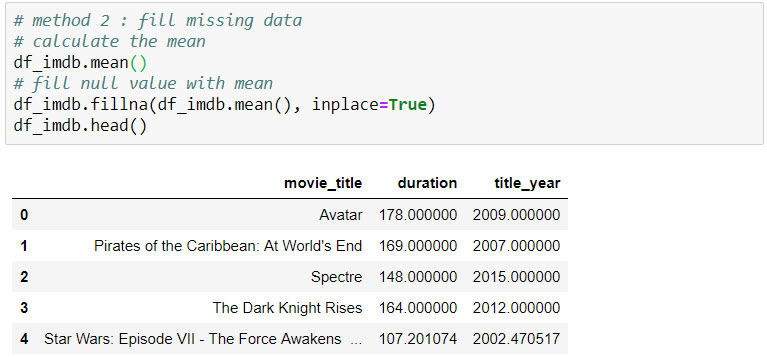 # method 2 : fill missing data
# calculate the mean
df_imdb.mean()
# fill null value with mean
df_imdb.fillna(df_imdb.mean(), inplace=True)
df_imdb.head()
movie_title duration title_year
0 Avatar 178.000000 2009.000000
1 Pirates of the Caribbean: At World's End 169.000000 2007.000000
2 Spectre 148.000000 2015.000000
3 The Dark Knight Rises 164.000000 2012.000000
4 Star Wars: Episode VII - The Force Awakens ... 107.201074 2002.470517